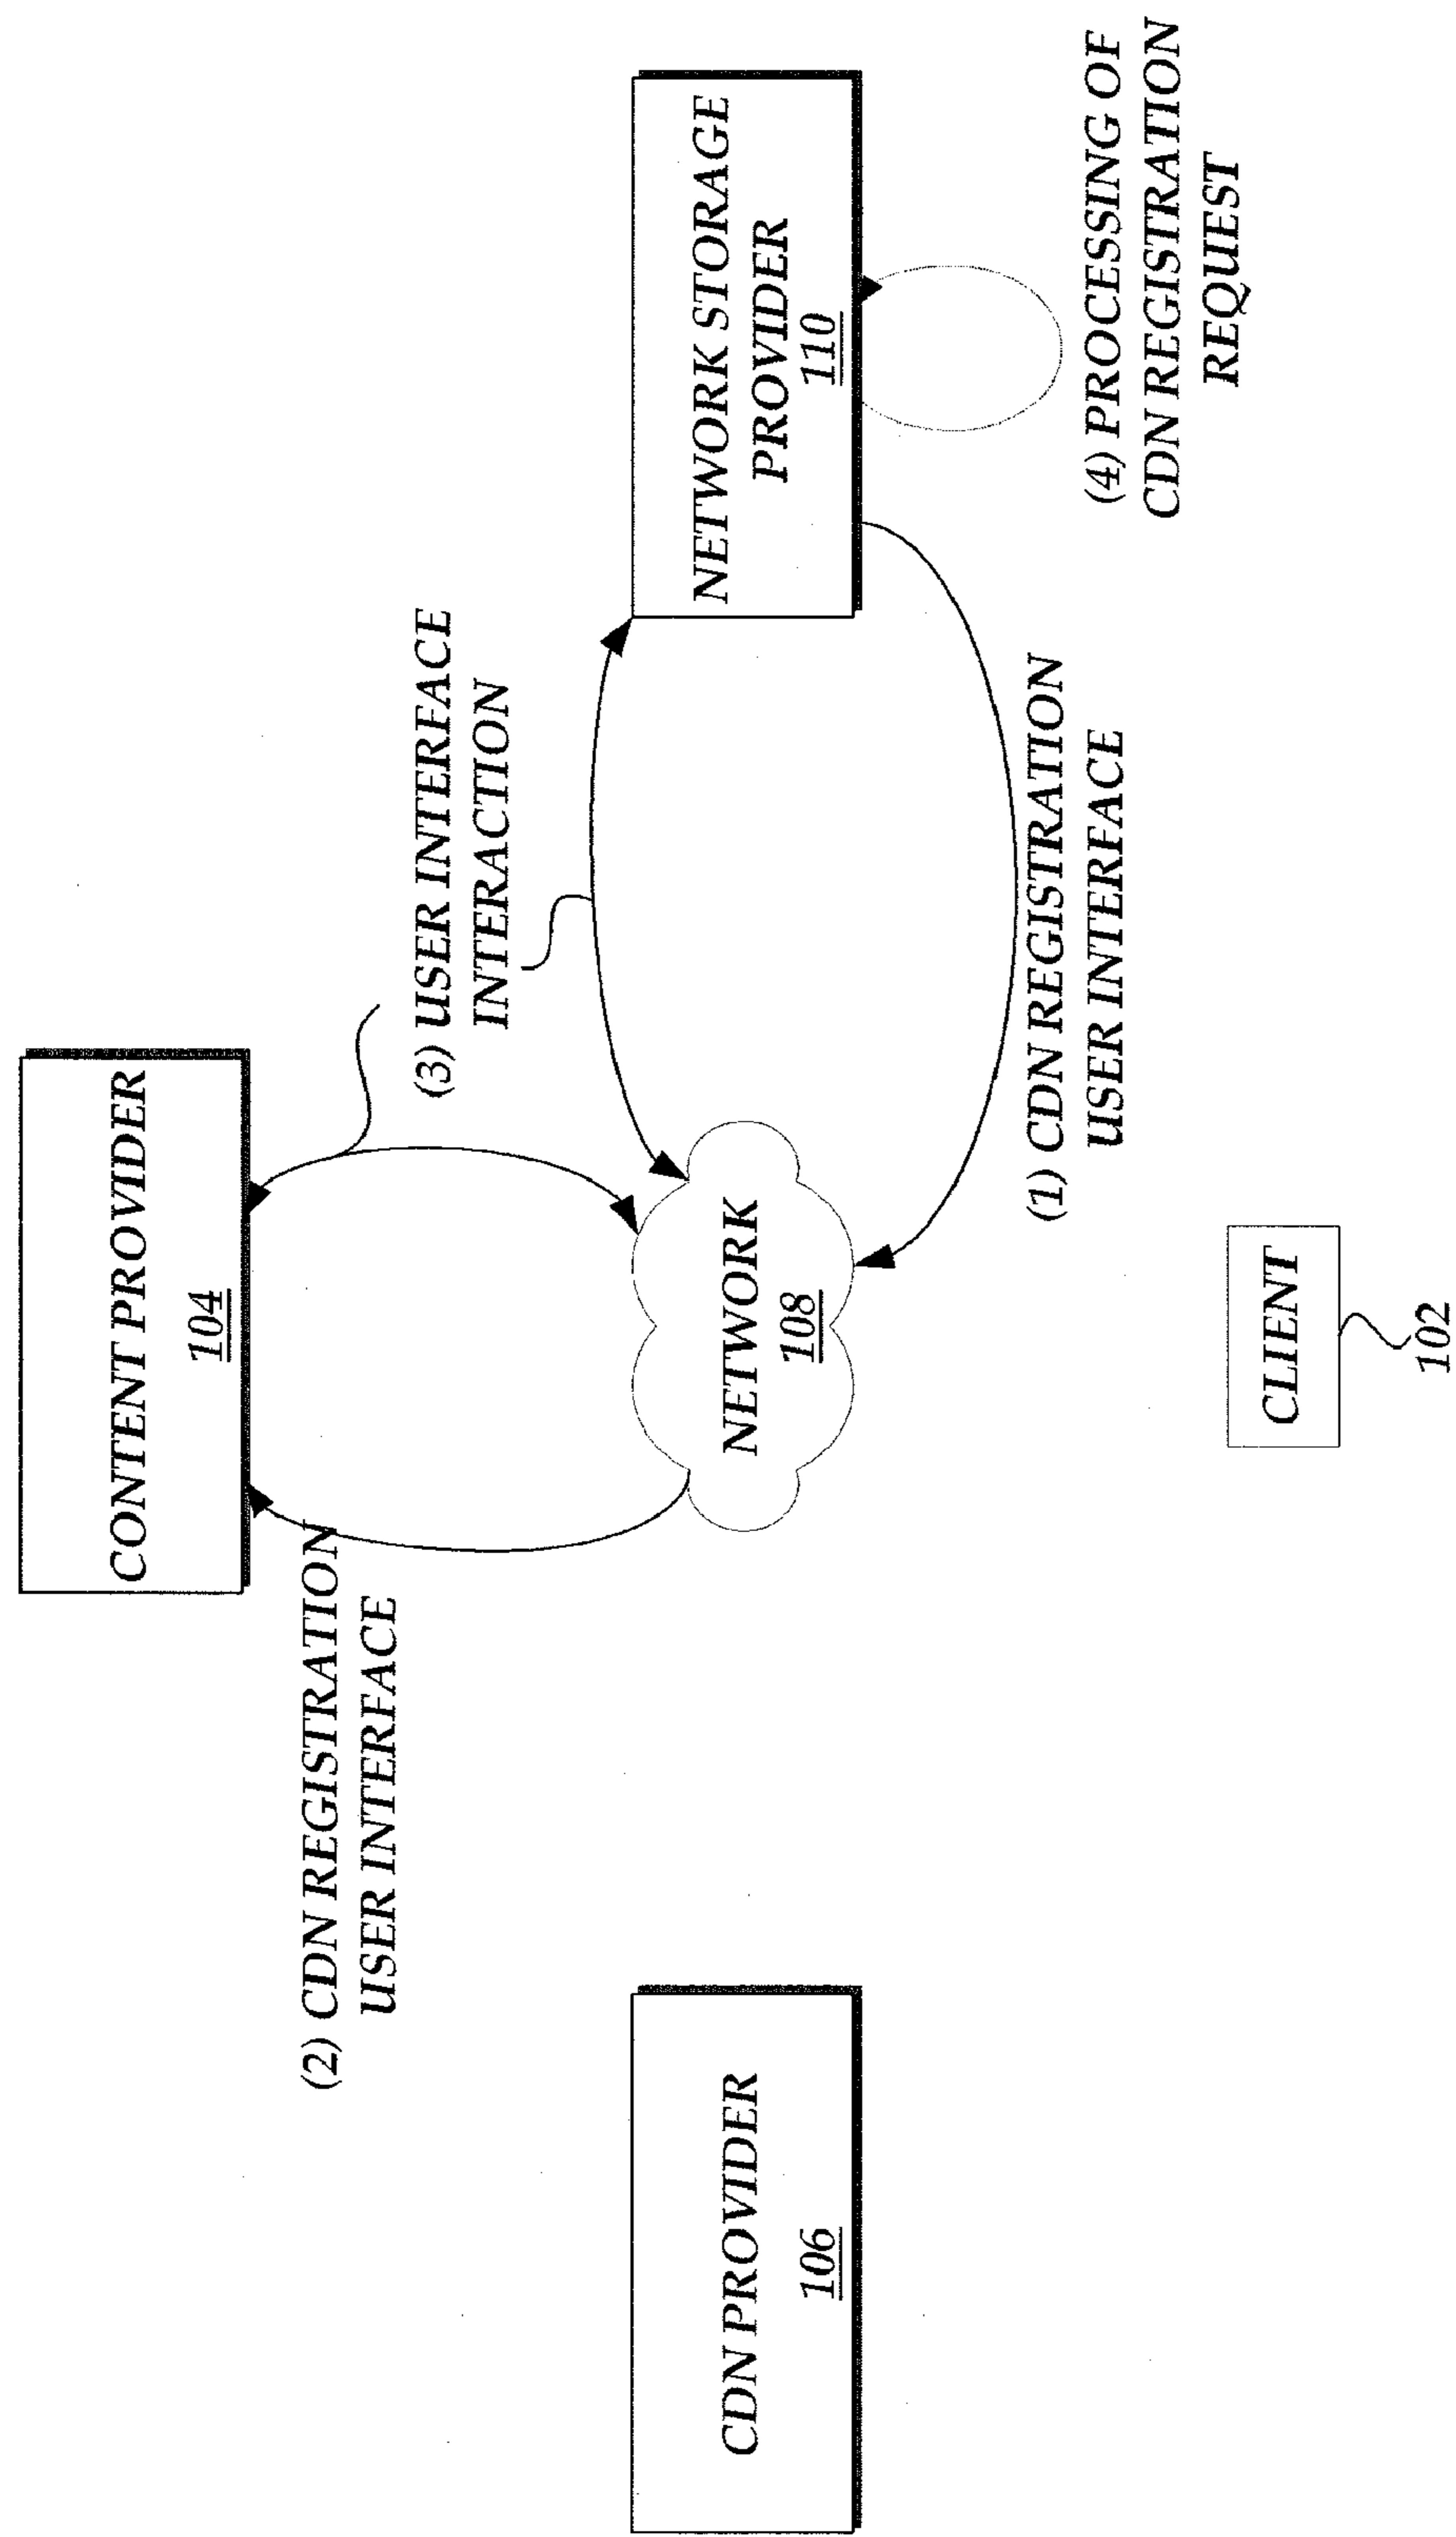 CONTENT PROVIDER
104
(2) CDN REGISTRATION
USER INTERFACE
(3) USER INTERFACE
INTERACTION
CDN PROVIDER
106
NETWORK
108
NETWORK STORAGE
PROVIDER
110
(1) CDN REGISTRATION
USER INTERFACE
(4) PROCESSING OF
CDN REGISTRATION
REQUEST
CLIENT
102